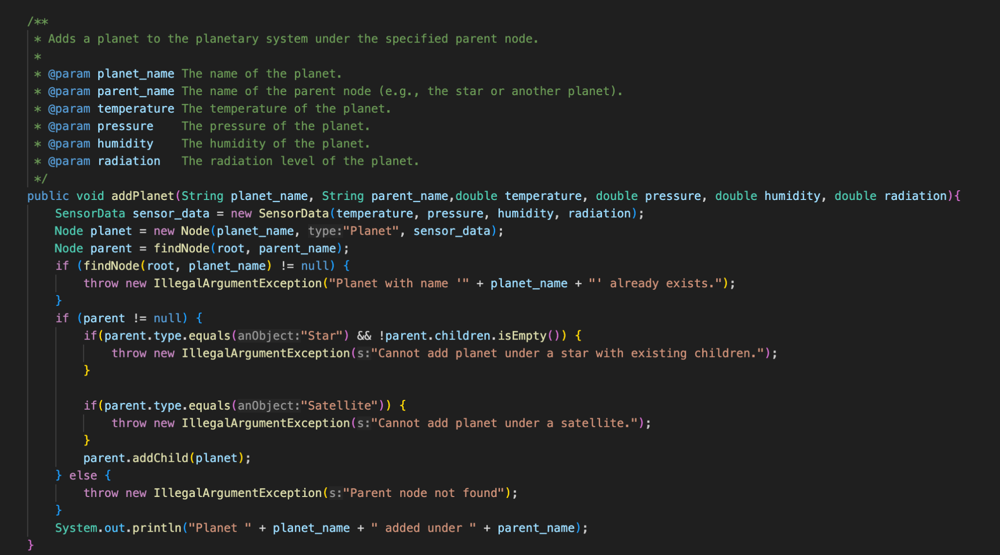 /**
 * Adds a planet to the planetary system under the specified parent node.
 *
 * @param planet_name The name of the planet.
 * @param parent_name The name of the parent node (e.g., the star or another planet).
 * @param temperature The temperature of the planet.
 * @param pressure    The pressure of the planet.
 * @param humidity    The humidity of the planet.
 * @param radiation   The radiation level of the planet.
 */
public void addPlanet(String planet_name, String parent_name,double temperature, double pressure, double humidity, double radiation){
    SensorData sensor_data = new SensorData(temperature, pressure, humidity, radiation);
    Node planet = new Node(planet_name, type:"Planet", sensor_data);
    Node parent = findNode(root, parent_name);
    if (findNode(root, planet_name) != null) {
        throw new IllegalArgumentException("Planet with name '" + planet_name + "' already exists.");
    }
    if (parent != null) {
        if(parent.type.equals(anObject:"Star") && !parent.children.isEmpty()) {
            throw new IllegalArgumentException(s:"Cannot add planet under a star with existing children.");
        }
        if(parent.type.equals(anObject:"Satellite")) {
            throw new IllegalArgumentException(s:"Cannot add planet under a satellite.");
        }
        parent.addChild(planet);
    } else {
        throw new IllegalArgumentException(s:"Parent node not found");
    }
    System.out.println("Planet " + planet_name + " added under " + parent_name);
}